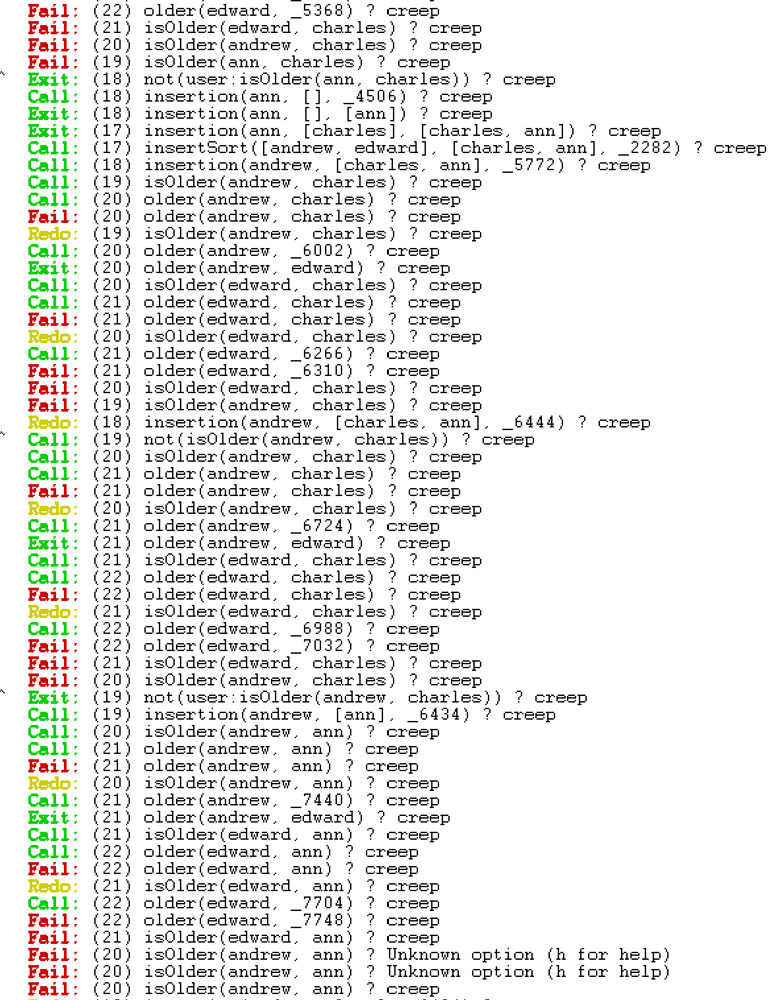 Fail: (22) older(edward, _5368) ? creep
Fail: (21) isOlder(edward, charles) ? creep
Fail: (20) isOlder(andrew, charles) ? creep
Fail: (19) isOlder(ann, charles) ? creep
^ Exit: (18) not(user:isOlder(ann, charles)) ? creep
Call: (18) insertion(ann, [], _4506) ? creep
Exit: (18) insertion(ann, [], [ann]) ? creep
Exit: (17) insertion(ann, [charles], [charles, ann]) ? creep
Call: (17) insertSort([andrew, edward], [charles, ann], _2282) ? creep
Call: (18) insertion(andrew, [charles, ann], _5772) ? creep
Call: (19) isOlder(andrew, charles) ? creep
Call: (20) older(andrew, charles) ? creep
Fail: (20) older(andrew, charles) ? creep
Redo: (19) isOlder(andrew, charles) ? creep
Call: (20) older(andrew, _6002) ? creep
Exit: (20) older(andrew, edward) ? creep
Call: (20) isOlder(edward, charles) ? creep
Call: (21) older(edward, charles) ? creep
Fail: (21) older(edward, charles) ? creep
Redo: (20) isOlder(edward, charles) ? creep
Call: (21) older(edward, _6266) ? creep
Fail: (21) older(edward, _6310) ? creep
Fail: (20) isOlder(edward, charles) ? creep
Fail: (19) isOlder(andrew, charles) ? creep
Redo: (18) insertion(andrew, [charles, ann], _6444) ? creep
^ Call: (19) not(isOlder(andrew, charles)) ? creep
Call: (20) isOlder(andrew, charles) ? creep
Call: (21) older(andrew, charles) ? creep
Fail: (21) older(andrew, charles) ? creep
Redo: (20) isOlder(andrew, charles) ? creep
Call: (21) older(andrew, _6724) ? creep
Exit: (21) older(andrew, edward) ? creep
Call: (21) isOlder(edward, charles) ? creep
Call: (22) older(edward, charles) ? creep
Fail: (22) older(edward, charles) ? creep
Redo: (21) isOlder(edward, charles) ? creep
Call: (22) older(edward, _6988) ? creep
Fail: (22) older(edward, _7032) ? creep
Fail: (21) isOlder(edward, charles) ? creep
Fail: (20) isOlder(andrew, charles) ? creep
^ Exit: (19) not(user:isOlder(andrew, charles)) ? creep
Call: (19) insertion(andrew, [ann], _6434) ? creep
Call: (20) isOlder(andrew, ann) ? creep
Call: (21) older(andrew, ann) ? creep
Fail: (21) older(andrew, ann) ? creep
Redo: (20) isOlder(andrew, ann) ? creep
Call: (21) older(andrew, _7440) ? creep
Exit: (21) older(andrew, edward) ? creep
Call: (21) isOlder(edward, ann) ? creep
Call: (22) older(edward, ann) ? creep
Fail: (22) older(edward, ann) ? creep
Redo: (21) isOlder(edward, ann) ? creep
Call: (22) older(edward, _7704) ? creep
Fail: (22) older(edward, _7748) ? creep
Fail: (21) isOlder(edward, ann) ? creep
Fail: (20) isOlder(andrew, ann) ? Unknown option (h for help)
Fail: (20) isOlder(andrew, ann) ? Unknown option (h for help)
Fail: (20) isOlder(andrew, ann) ? creep